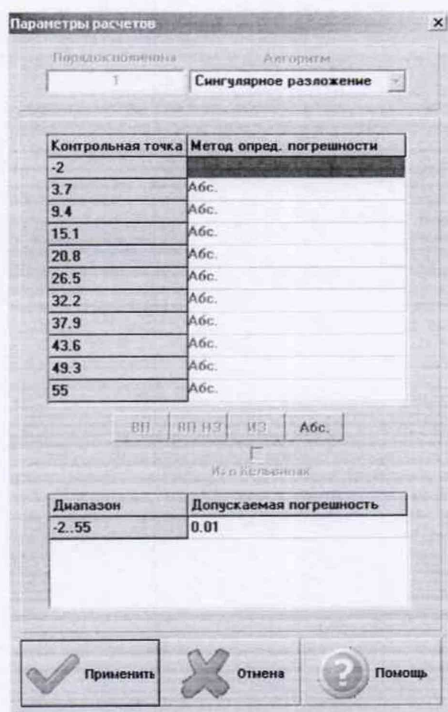 Параметры расчетов
Порядок полинома Алгоритм
1 Сингулярное разложение
Контрольная точка Метод опред. погрешности
-2
3.7 Абс.
9.4 Абс.
15.1 Абс.
20.8 Абс.
26.5 Абс.
32.2 Абс.
37.9 Абс.
43.6 Абс.
49.3 Абс.
55 Абс.
ВП ВП НЗ ИЗ Абс.
в Кельвинах
Диапазон Допускаемая погрешность
-2..55 0.01
Применить Отмена Помощь